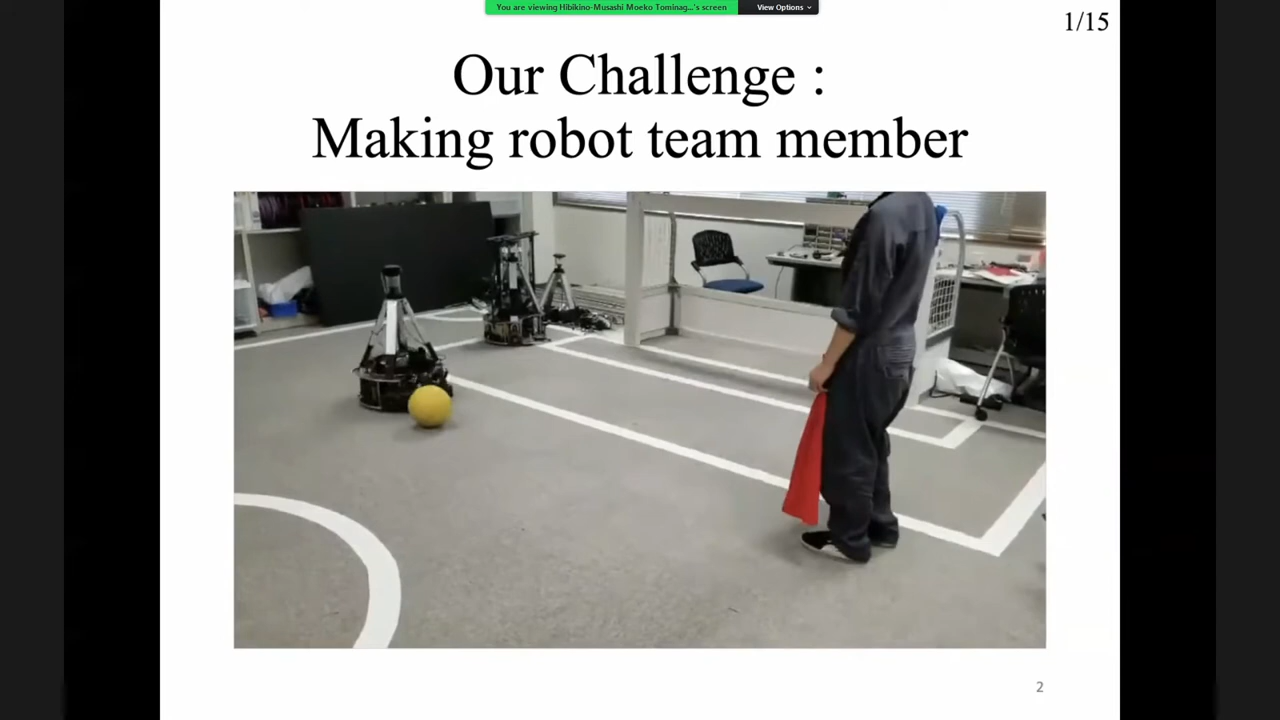 You are viewing Hibikino-Musashi Moeko Tominag...'s screen
View Options
1/15
Our Challenge :
Making robot team member
2